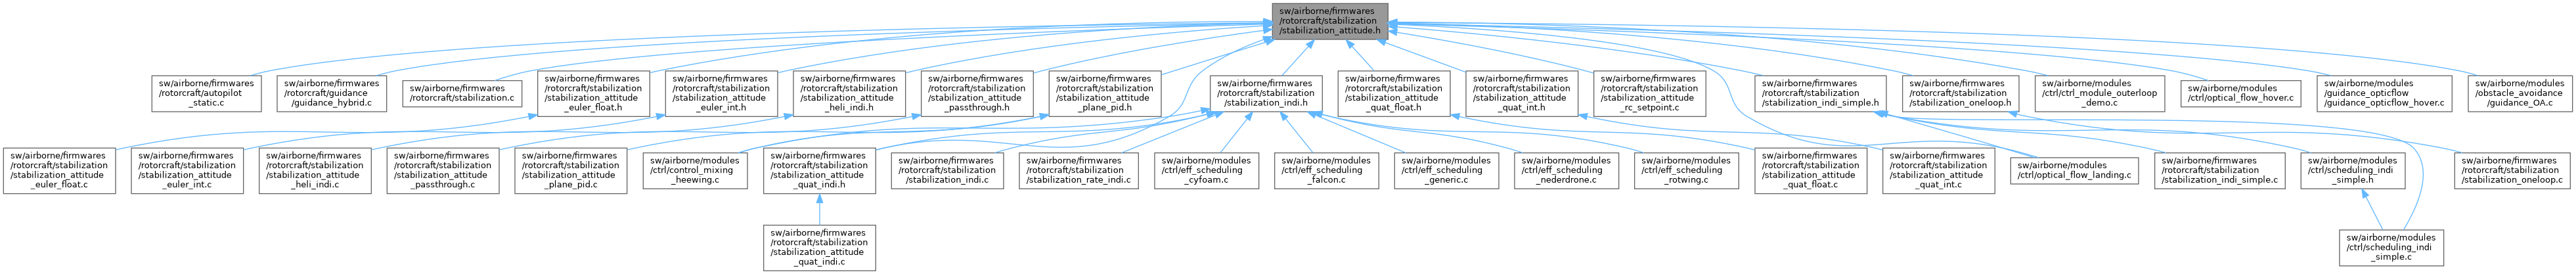 sw/airborne/firmwares
/rotorcraft/stabilization
/stabilization_attitude.h
sw/airborne/firmwares
/rotorcraft/autopilot
_static.c
sw/airborne/firmwares
/rotorcraft/guidance
/guidance_hybrid.c
sw/airborne/firmwares
/rotorcraft/stabilization.c
sw/airborne/firmwares
/rotorcraft/stabilization
/stabilization_attitude
_euler_float.h
sw/airborne/firmwares
/rotorcraft/stabilization
/stabilization_attitude
_euler_int.h
sw/airborne/firmwares
/rotorcraft/stabilization
/stabilization_attitude
_heli_indi.h
sw/airborne/firmwares
/rotorcraft/stabilization
/stabilization_attitude
_passthrough.h
sw/airborne/firmwares
/rotorcraft/stabilization
/stabilization_attitude
_plane_pid.h
sw/airborne/firmwares
/rotorcraft/stabilization
/stabilization_indi.h
sw/airborne/firmwares
/rotorcraft/stabilization
/stabilization_attitude
_quat_float.h
sw/airborne/firmwares
/rotorcraft/stabilization
/stabilization_attitude
_quat_int.h
sw/airborne/firmwares
/rotorcraft/stabilization
/stabilization_attitude
_rc_setpoint.c
sw/airborne/firmwares
/rotorcraft/stabilization
/stabilization_indi_simple.h
sw/airborne/firmwares
/rotorcraft/stabilization
/stabilization_oneloop.h
sw/airborne/modules
/ctrl/ctrl_module_outerloop
_demo.c
sw/airborne/modules
/ctrl/optical_flow_hover.c
sw/airborne/modules
/guidance_opticflow
/guidance_opticflow_hover.c
sw/airborne/modules
/obstacle_avoidance
/guidance_OA.c
sw/airborne/firmwares
/rotorcraft/stabilization
/stabilization_attitude
_euler_float.c
sw/airborne/firmwares
/rotorcraft/stabilization
/stabilization_attitude
_euler_int.c
sw/airborne/firmwares
/rotorcraft/stabilization
/stabilization_attitude
_heli_indi.c
sw/airborne/firmwares
/rotorcraft/stabilization
/stabilization_attitude
_passthrough.c
sw/airborne/firmwares
/rotorcraft/stabilization
/stabilization_attitude
_plane_pid.c
sw/airborne/modules
/ctrl/control_mixing
_heewing.c
sw/airborne/firmwares
/rotorcraft/stabilization
/stabilization_attitude
_quat_indi.h
sw/airborne/firmwares
/rotorcraft/stabilization
/stabilization_indi.c
sw/airborne/firmwares
/rotorcraft/stabilization
/stabilization_rate_indi.c
sw/airborne/modules
/ctrl/eff_scheduling
_cyfoam.c
sw/airborne/modules
/ctrl/eff_scheduling
_falcon.c
sw/airborne/modules
/ctrl/eff_scheduling
_generic.c
sw/airborne/modules
/ctrl/eff_scheduling
_nederdrone.c
sw/airborne/modules
/ctrl/eff_scheduling
_rotwing.c
sw/airborne/firmwares
/rotorcraft/stabilization
/stabilization_attitude
_quat_float.c
sw/airborne/firmwares
/rotorcraft/stabilization
/stabilization_attitude
_quat_int.c
sw/airborne/modules
/ctrl/optical_flow_landing.c
sw/airborne/firmwares
/rotorcraft/stabilization
/stabilization_indi_simple.c
sw/airborne/modules
/ctrl/scheduling_indi
_simple.h
sw/airborne/firmwares
/rotorcraft/stabilization
/stabilization_oneloop.c
sw/airborne/firmwares
/rotorcraft/stabilization
/stabilization_attitude
_quat_indi.c
sw/airborne/modules
/ctrl/scheduling_indi
_simple.c